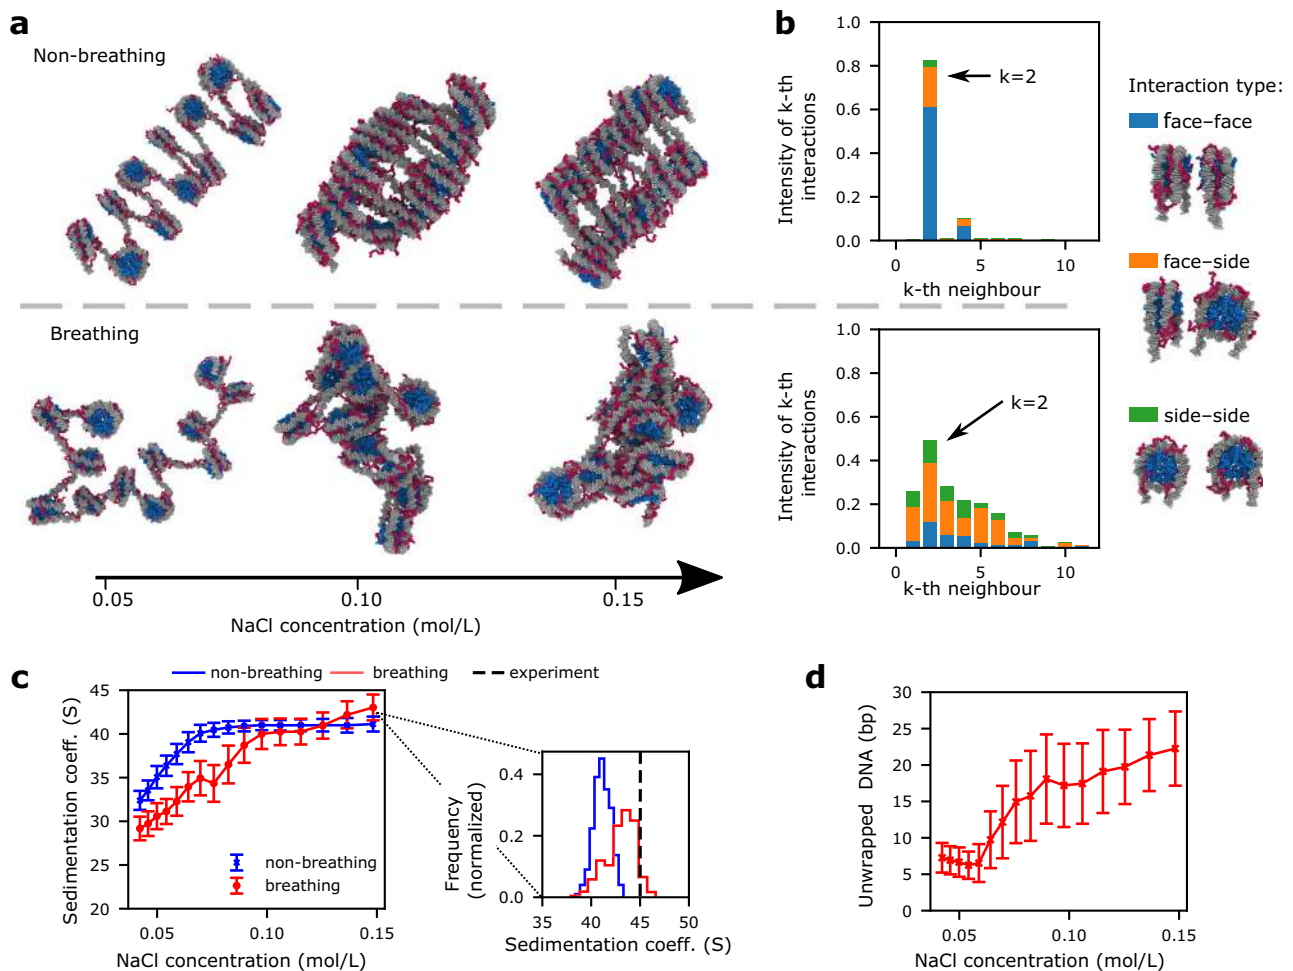 a
Non-breathing
Breathing
0.05
0.10
0.15
NaCl concentration (mol/L)
b
1.0
0.8
0.6
0.4
0.2
0.0
Intensity of k-th
interactions
k=2
0
5
10
k-th neighbour
1.0
0.8
0.6
0.4
0.2
0.0
Intensity of k-th
interactions
k=2
0
5
10
k-th neighbour
Interaction type:
face–face
face–side
side–side
c
non-breathing
breathing
experiment
45
40
35
30
25
20
Sedimentation coeff. (S)
non-breathing
breathing
0.05
0.10
0.15
NaCl concentration (mol/L)
0.4
0.2
0.0
Frequency
(normalized)
35
40
45
50
Sedimentation coeff. (S)
d
30
25
20
15
10
5
0
Unwrapped DNA (bp)
0.05
0.10
0.15
NaCl concentration (mol/L)